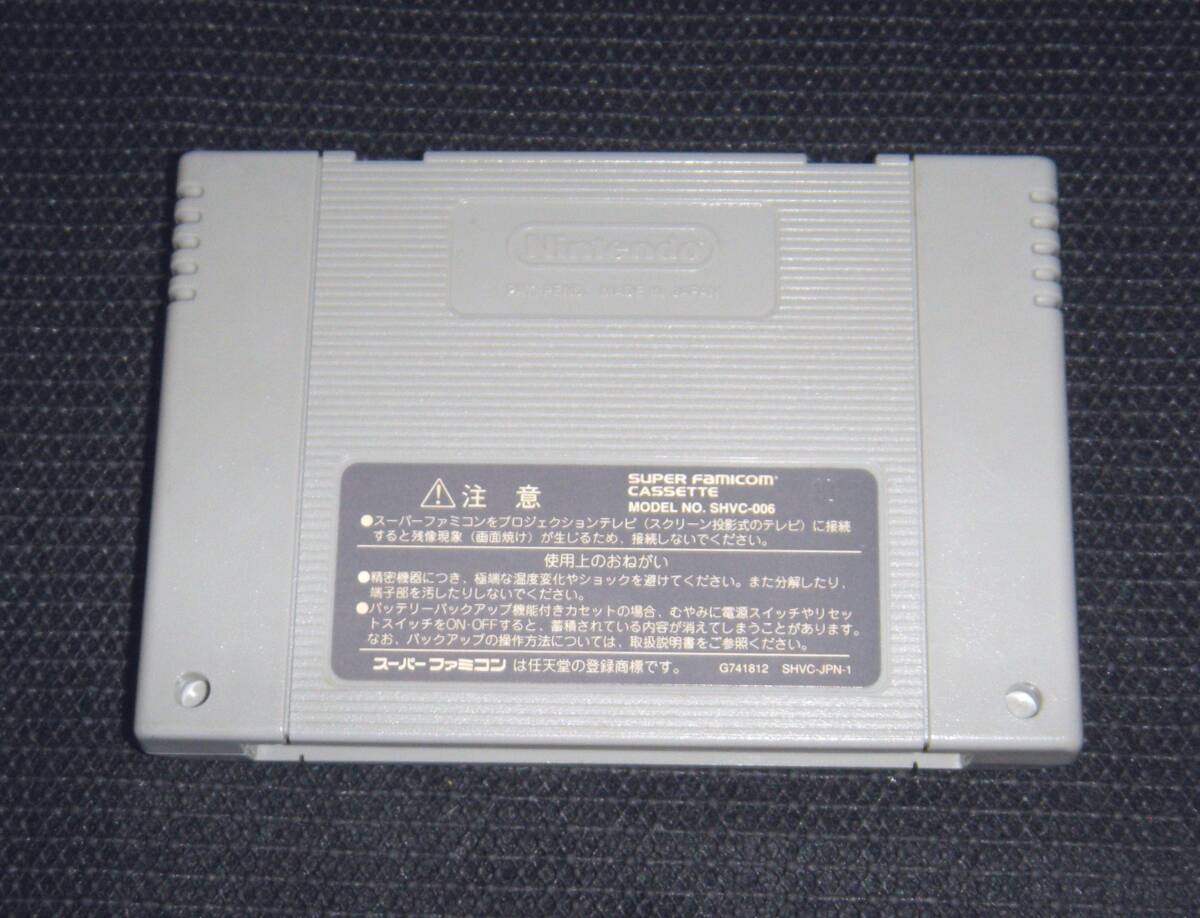 Nintendo
PAT. PEND. MADE IN JAPAN
注 意
SUPER FAMICOM
CASSETTE
MODEL NO. SHVC-006
●スーパーファミコンをプロジェクションテレビ(スクリーン投影式のテレビ)に接続
すると残像現象(画面焼け)が生じるため、接続しないでください。
使用上のおねがい
●精密機器につき、極端な温度変化やショックを避けてください。また分解したり、
端子部を汚したりしないでください。
●バッテリーバックアップ機能付きカセットの場合、むやみに電源スイッチやリセッ
トスイッチをON·OFFすると、蓄積されている内容が消えてしまうことがあります。
なお、バックアップの操作方法については、取扱説明書をご参照ください。
スーパーファミコンは任天堂の登録商標です。 G741812 SHVC-JPN-1